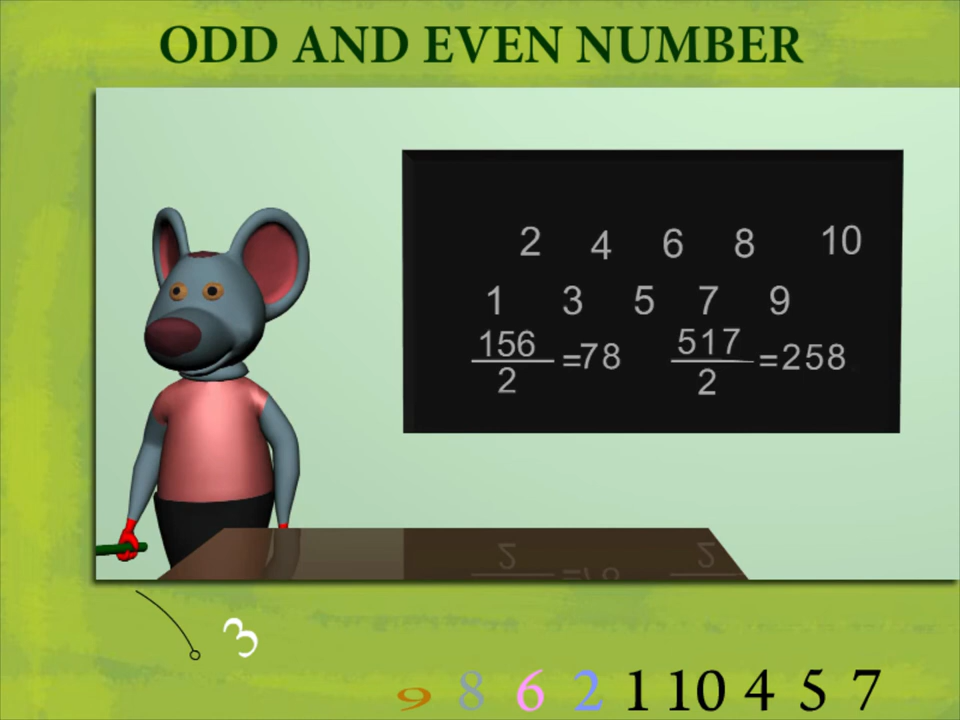 ODD AND EVEN NUMBER
2 4 6 8 10
1 3 5 7 9
156 517
=78 =258
2 2
3
9 8 6 2 1 10 4 5 7